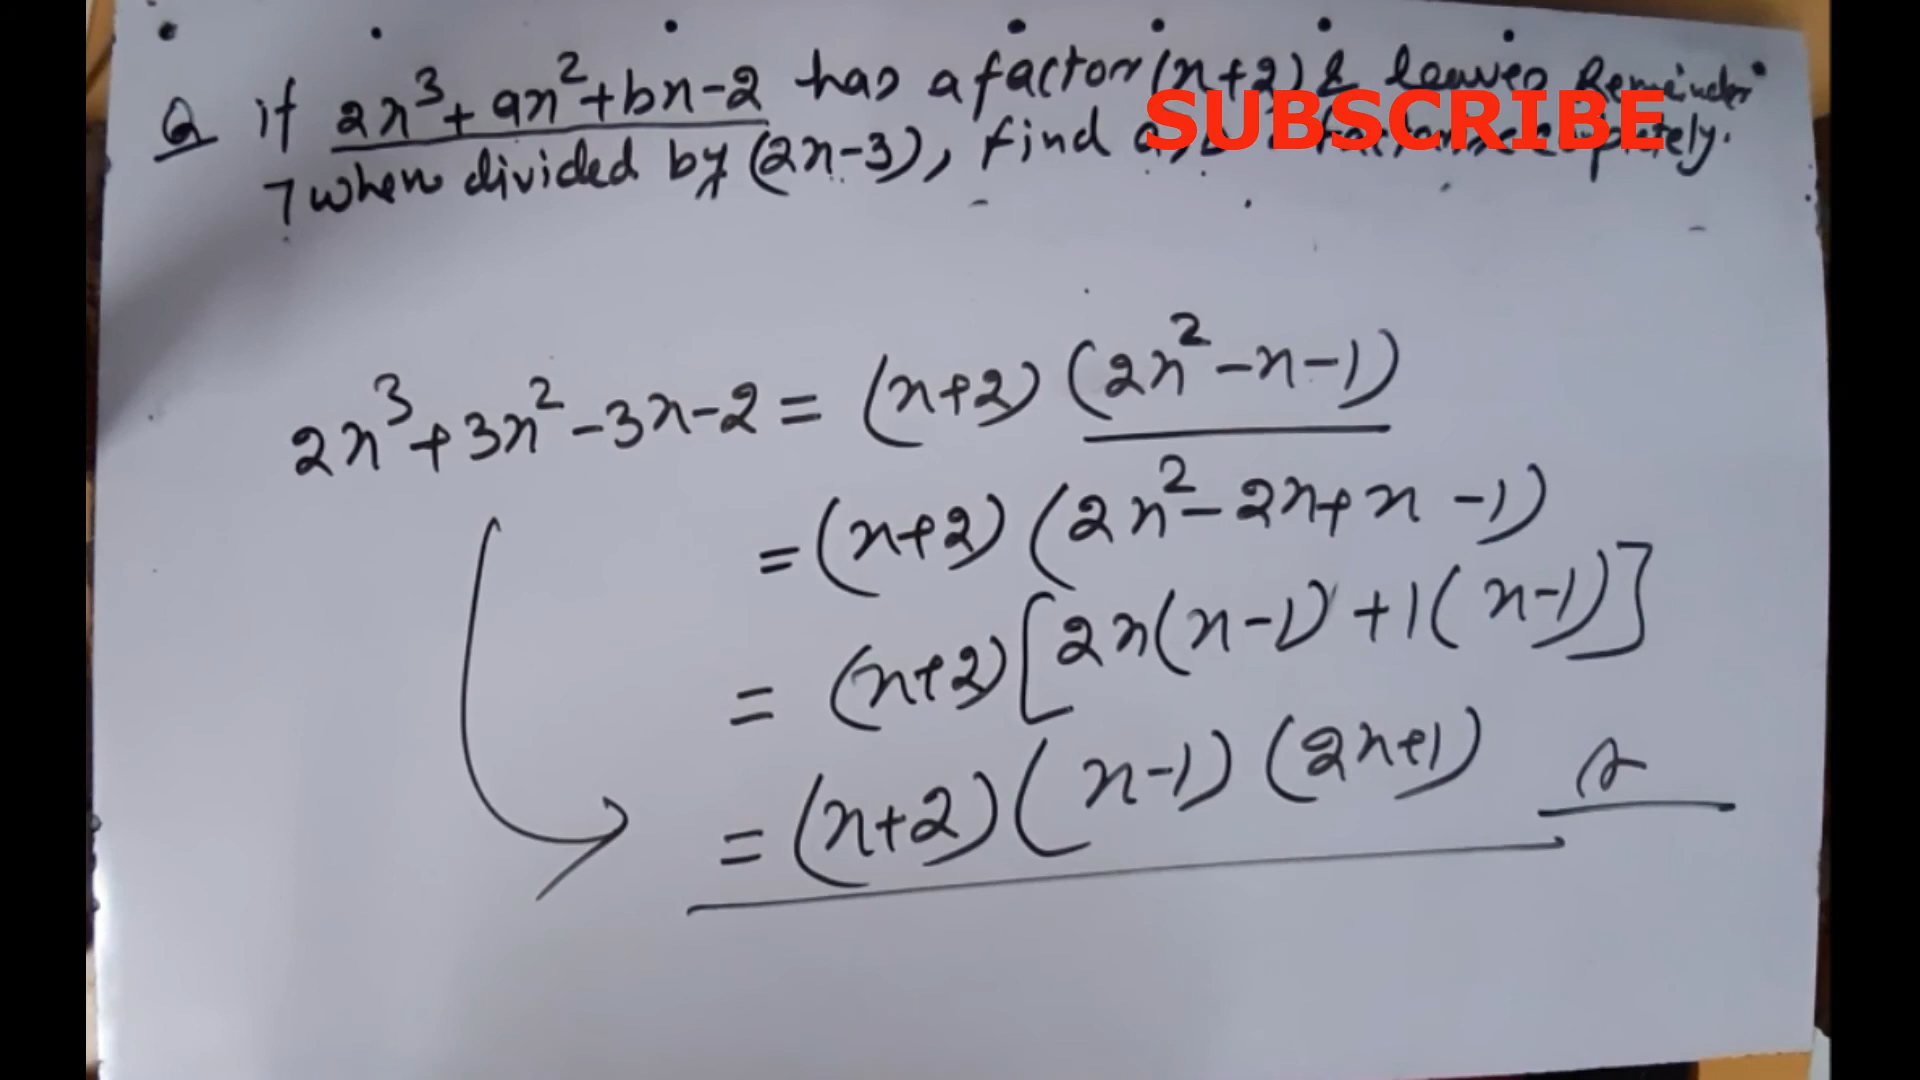 Q if 2x³+ax²+bx-2 has a factor (x+2) & leaves Remainder
SUBSCRIBE
7 when divided by (2x-3), find completely.
2x³+3x²-3x-2 = (x+2) (2x²-x-1)
= (x+2) (2x²-2x+x-1)
= (x+2) [2x(x-1)+1(x-1)]
= (x+2) (x-1) (2x+1)